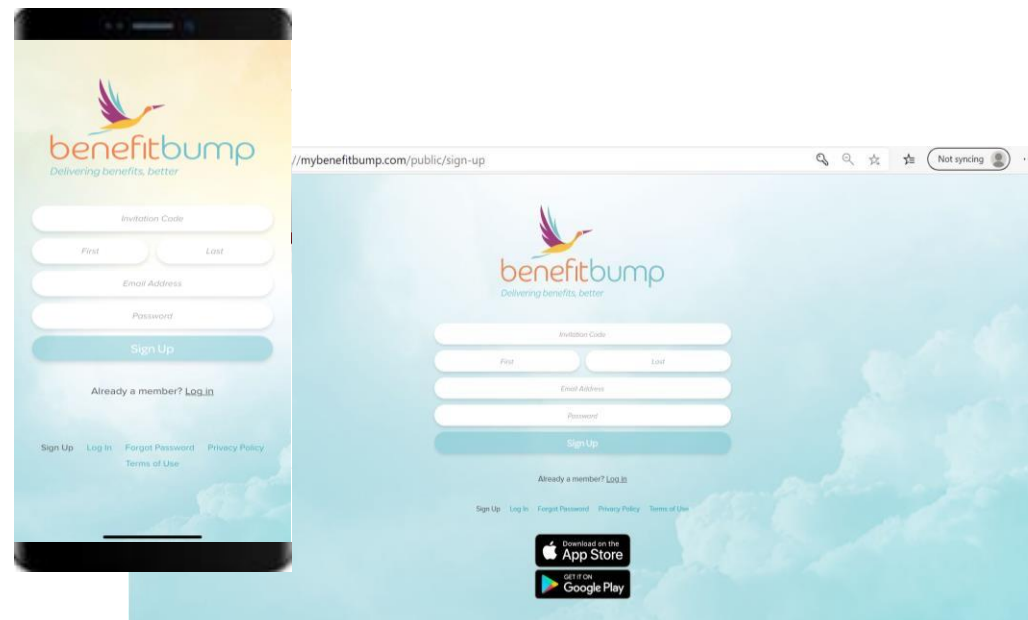 benefitbump
Delivering benefits, better
Invitation Code
First Last
Email Address
Password
Sign Up
Already a member? Log in
Sign Up Log In Forgot Password Privacy Policy
Terms of Use
//mybenefitbump.com/public/sign-up
Not syncing
benefitbump
Delivering benefits, better
Invitation Code
First Last
Email Address
Password
Sign Up
Already a member? Log in
Sign Up Log In Forgot Password Privacy Policy Terms of Use
Download on the
App Store
GET IT ON
Google Play